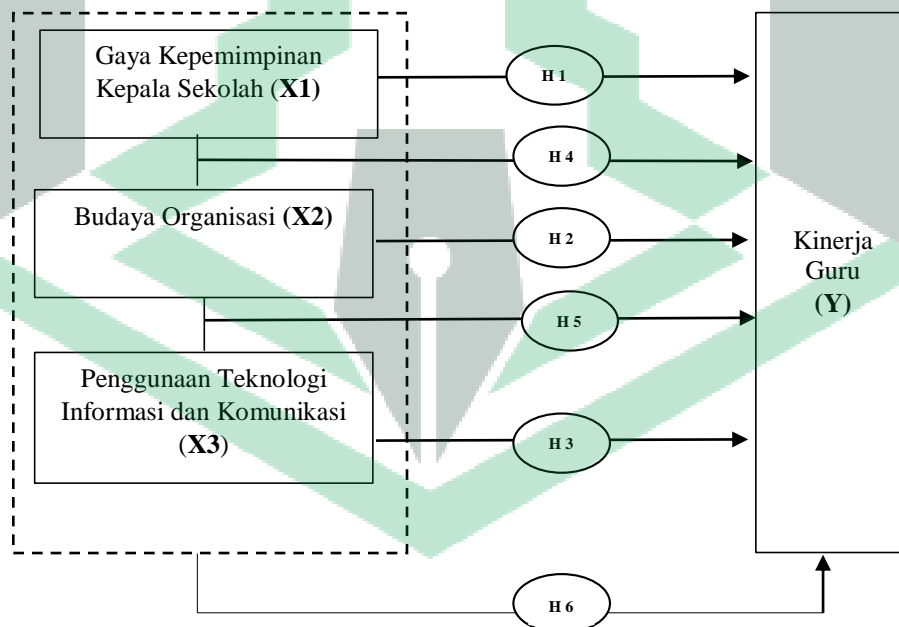 Gaya Kepemimpinan
Kepala Sekolah (X1)
H 1
H 4
Budaya Organisasi (X2)
H 2
Kinerja
Guru
(Y)
H 5
Penggunaan Teknologi
Informasi dan Komunikasi
(X3)
H 3
H 6